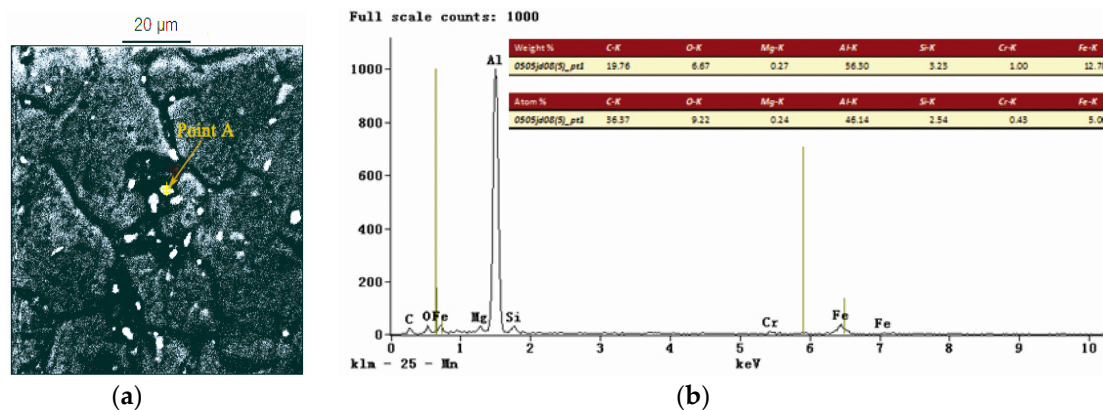 20 µm
Point A
(a)
Full scale counts: 1000
Weight % C-K O-K Mg-K Al-K Si-K Cr-K Fe-K
0505jd08(5)_pt1 19.76 6.67 0.27 56.30 3.23 1.00 12.78
Atom % C-K O-K Mg-K Al-K Si-K Cr-K Fe-K
0505jd08(5)_pt1 36.37 9.22 0.24 46.14 2.54 0.43 5.06
Al
1000
800
600
400
200
0
C O Fe Mg Si Cr Fe Fe
0 1 2 3 4 5 6 7 8 9 10
klm - 25 - Mn keV
(b)